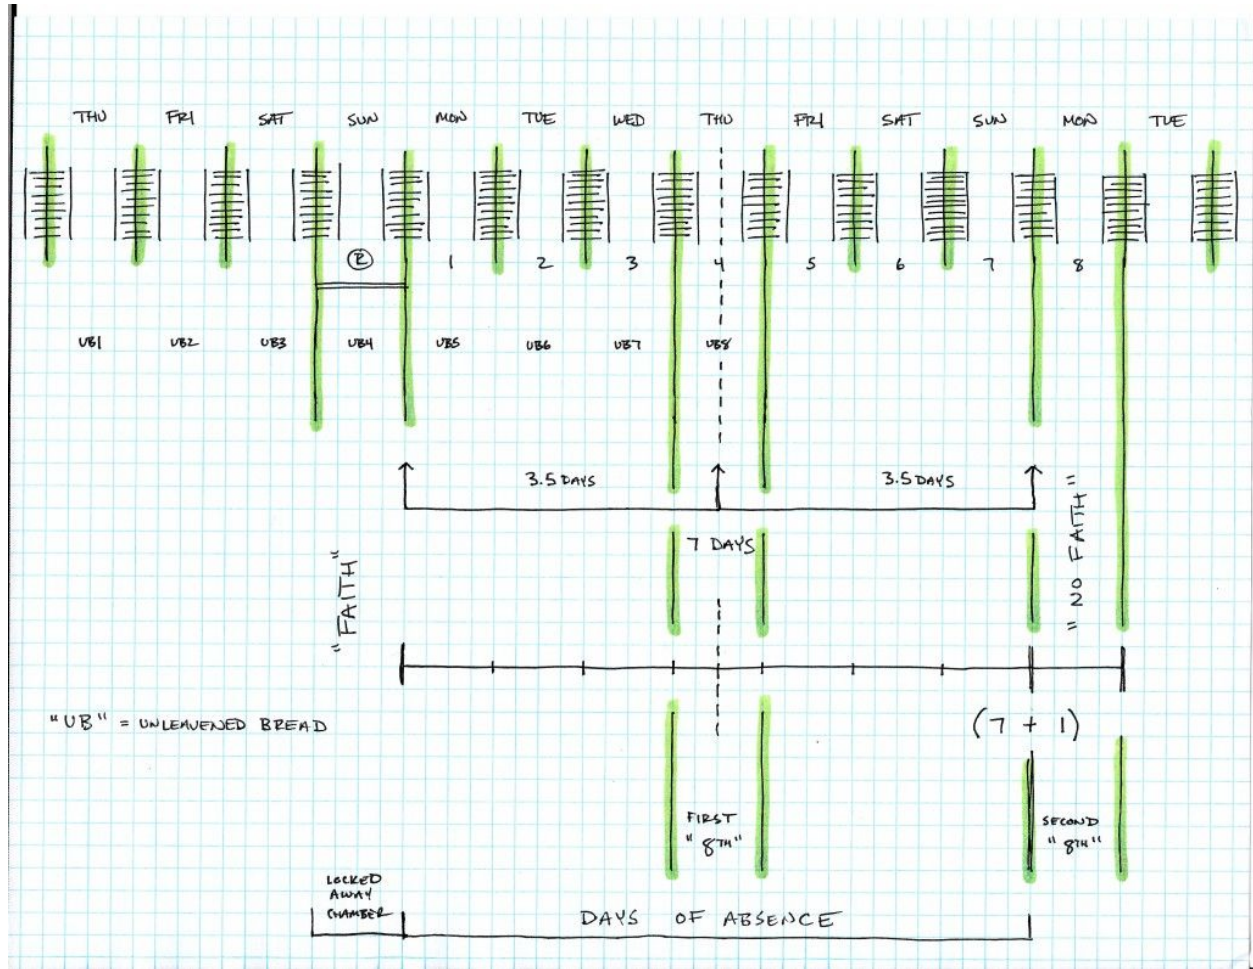 THU FRI SAT SUN MON TUE WED THU FRI SAT SUN MON TUE
R 1 2 3 4 5 6 7 8
UB1 UB2 UB3 UB4 UB5 UB6 UB7 UB8
3.5 DAYS 3.5 DAYS
7 DAYS
"FAITH"
"20 FAITH"
"UB" = UNLEAVENED BREAD
(7 + 1)
FIRST
"8TH"
SECOND
"8TH"
LOCKED
AWAY
CHAMBER
DAYS OF ABSENCE